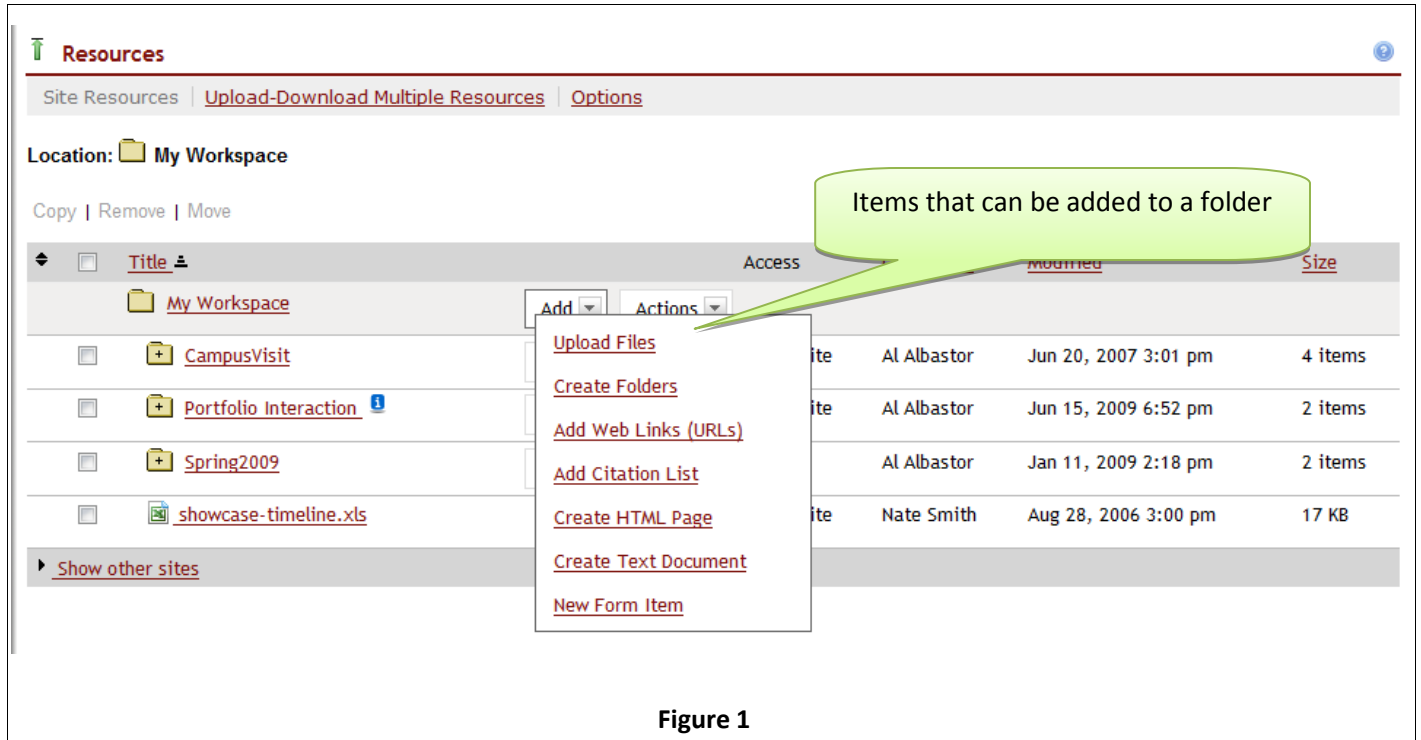 Resources
Site Resources | Upload-Download Multiple Resources | Options
Location: My Workspace
Copy | Remove | Move
Items that can be added to a folder
Title Access Modified Size
My Workspace Add Actions
Upload Files
CampusVisit ite Al Albastor Jun 20, 2007 3:01 pm 4 items
Create Folders
Portfolio Interaction ite Al Albastor Jun 15, 2009 6:52 pm 2 items
Add Web Links (URLs)
Spring2009 Al Albastor Jan 11, 2009 2:18 pm 2 items
Add Citation List
showcase-timeline.xls ite Nate Smith Aug 28, 2006 3:00 pm 17 KB
Create HTML Page
Create Text Document
Show other sites
New Form Item
Figure 1